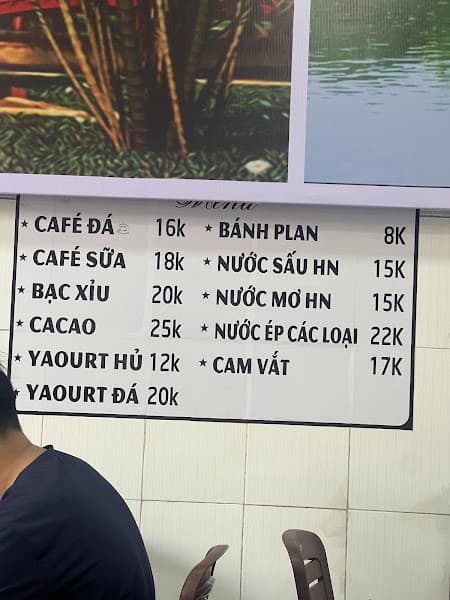 Menu
★ CAFÉ ĐÁ 16k
★ CAFÉ SỮA 18k
★ BẠC XỈU 20k
★ CACAO 25k
★ YAOURT HỦ 12k
★ YAOURT ĐÁ 20k
★ BÁNH PLAN 8K
★ NƯỚC SẤU HN 15K
★ NƯỚC MƠ HN 15K
★ NƯỚC ÉP CÁC LOẠI 22K
★ CAM VẮT 17K